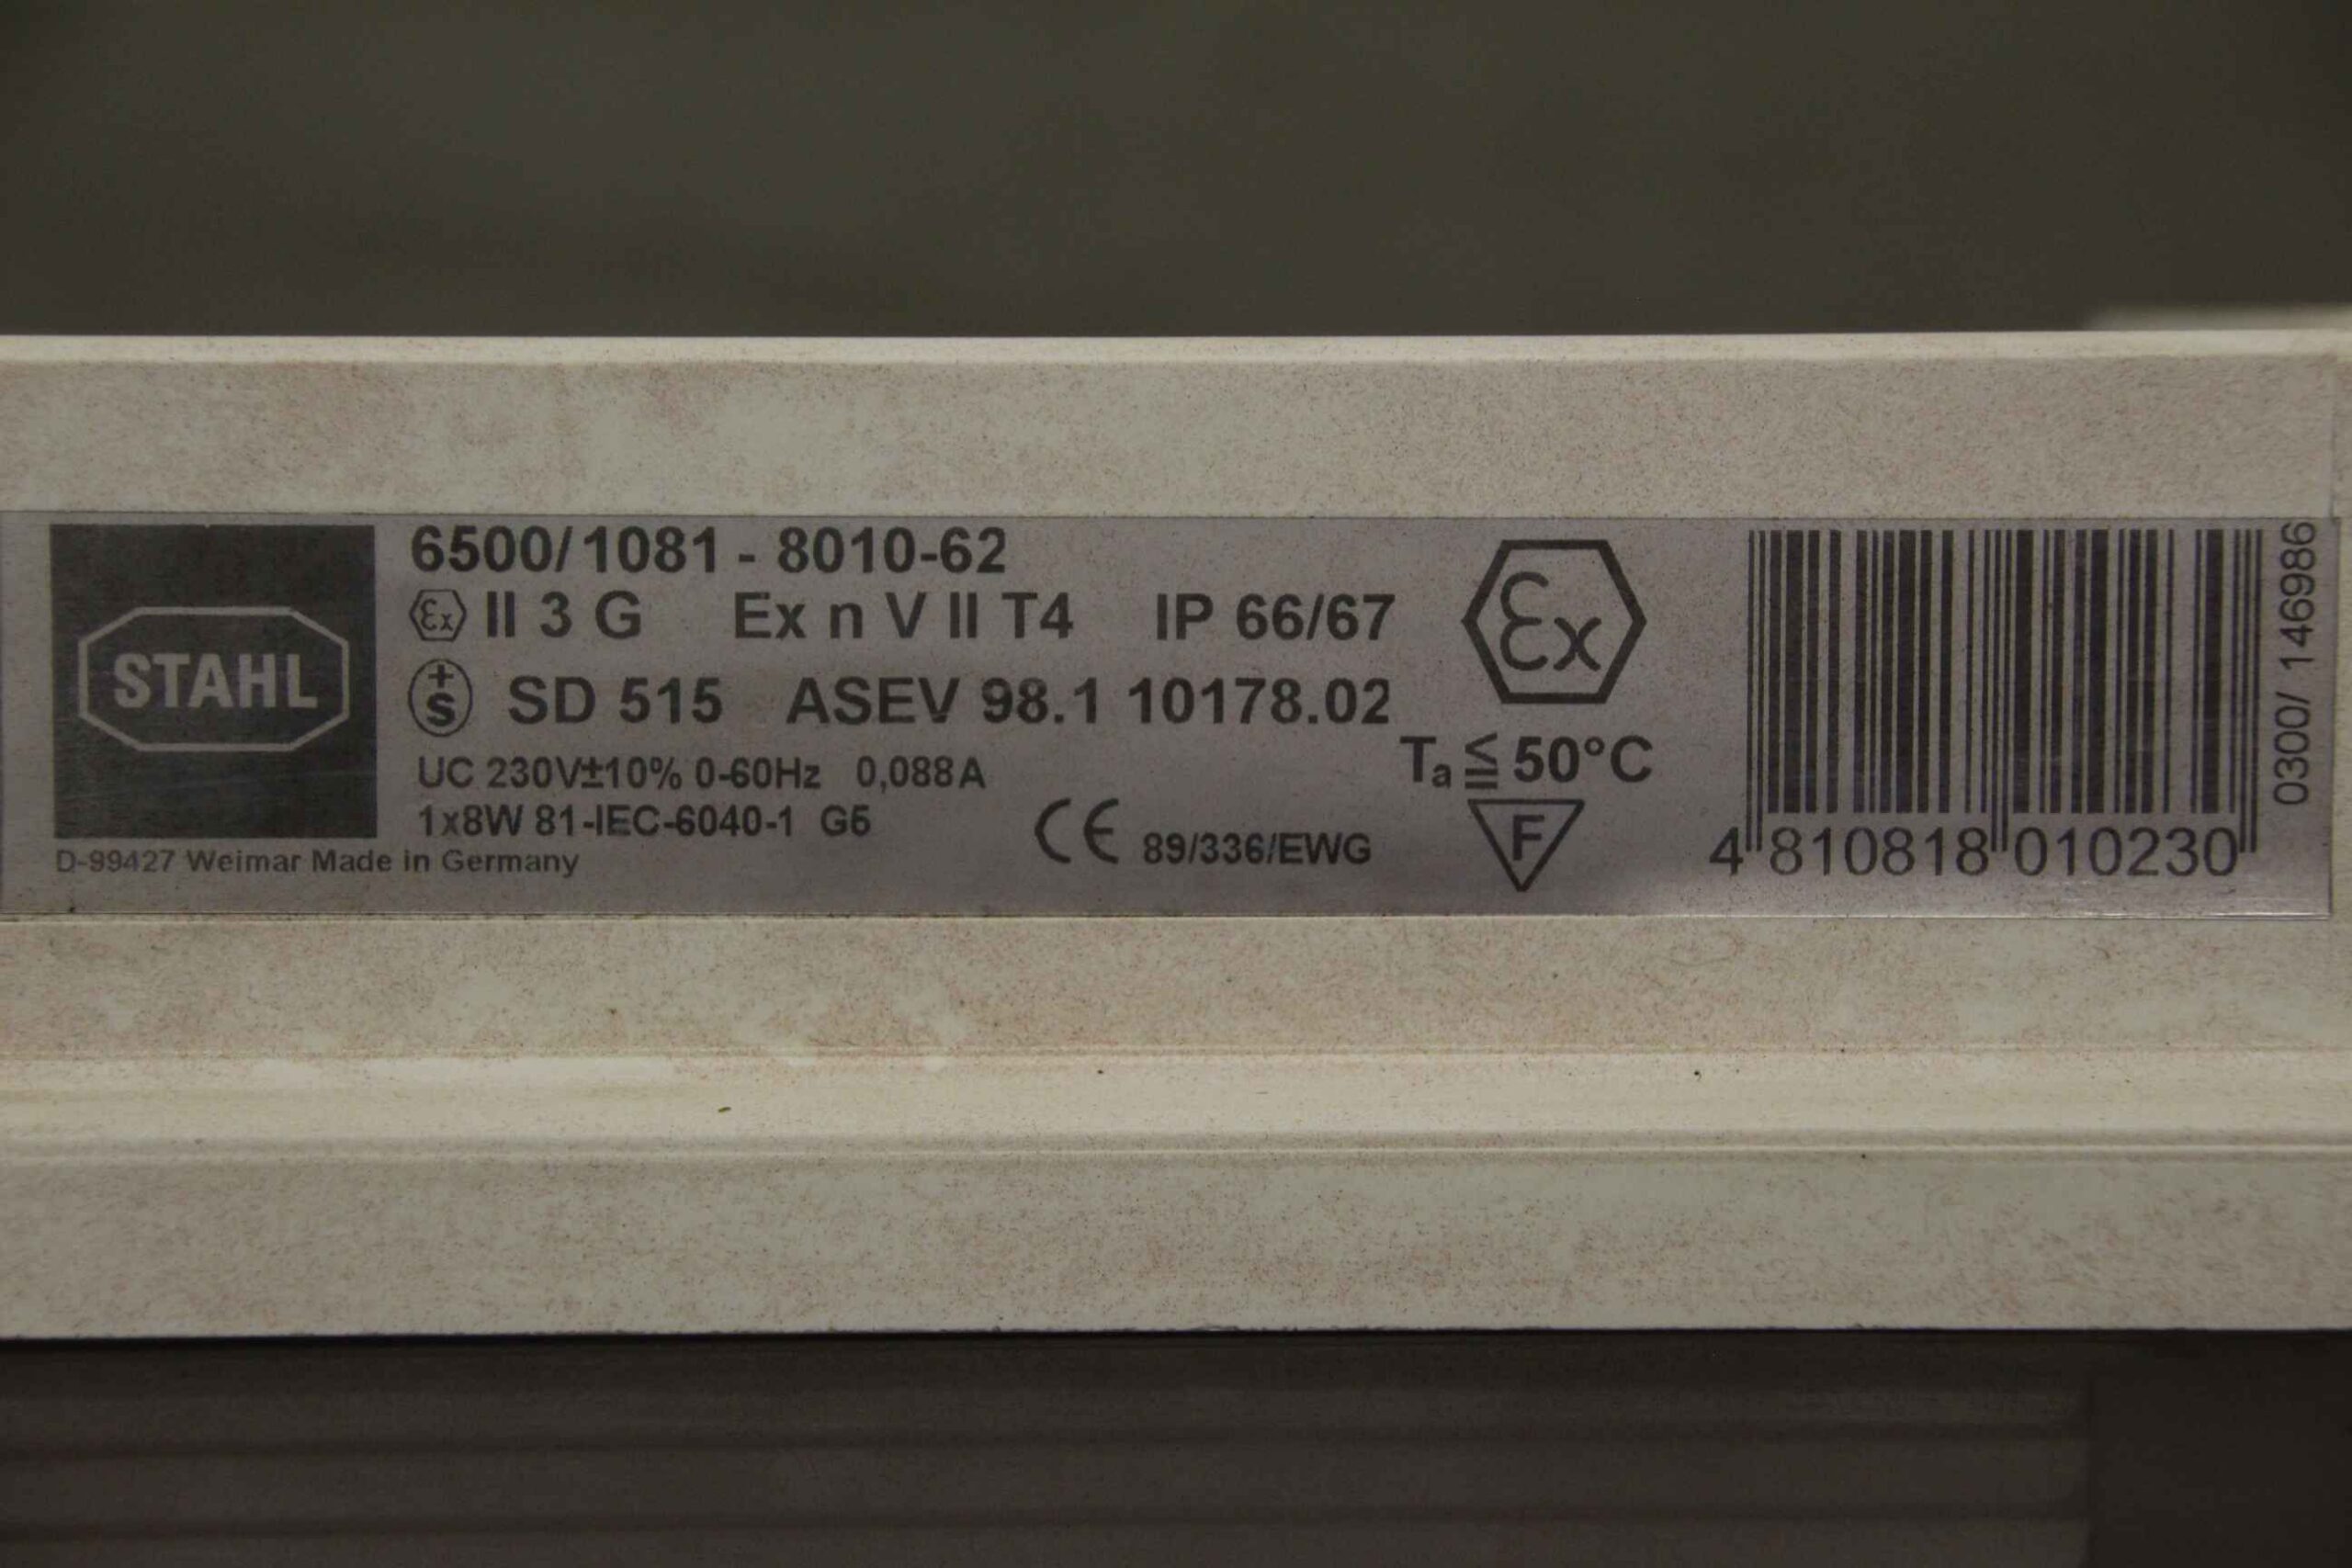 STAHL
6500/1081 - 8010-62
Ex II 3 G Ex n V II T4 IP 66/67
+S SD 515 ASEV 98.1 10178.02
UC 230V±10% 0-60Hz 0,088A
1x8W 81-IEC-6040-1 G5
D-99427 Weimar Made in Germany
CE 89/336/EWG
Ex
Ta ≦ 50°C
F
4 810818 010230
0300/ 146986